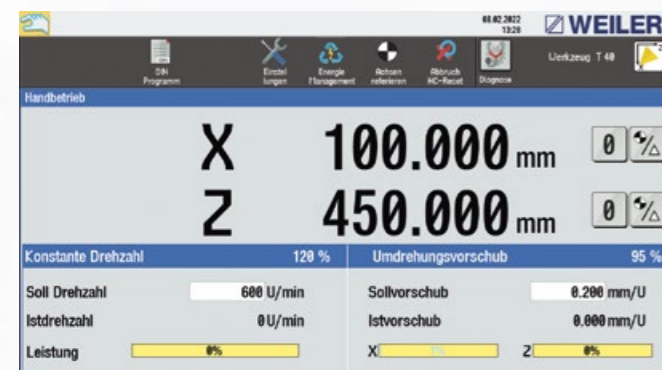 03.02.2022
13:28
WEILER
DIN
Programm
Einstel
lungen
Energie
Management
Achsen
referieren
Abbruch
NC-Reset
Diagnose
Werkzeug T 40
Handbetrieb
X 100.000 mm 0
Z 450.000 mm 0
Konstante Drehzahl 120 % Umdrehungsvorschub 95 %
Soll Drehzahl 600 U/min Sollvorschub 0.200 mm/U
Istdrehzahl 0 U/min Istvorschub 0.000 mm/U
Leistung 0% X Z 0%